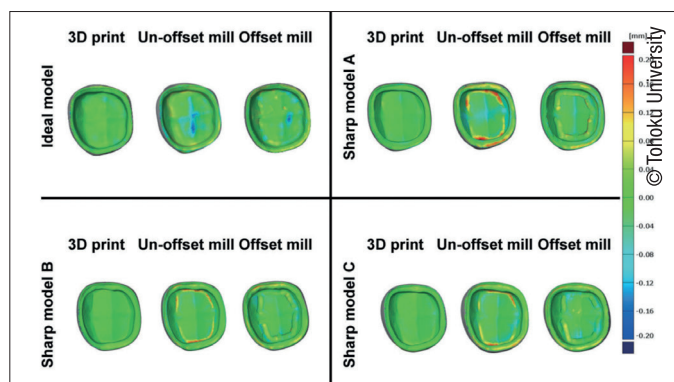 3D print Un-offset mill Offset mill
Ideal model
3D print Un-offset mill Offset mill
Sharp model A
3D print Un-offset mill Offset mill
Sharp model B
3D print Un-offset mill Offset mill
Sharp model C
[mm]
0.00
-0.04
-0.08
-0.12
-0.16
-0.20
© Tohoku University